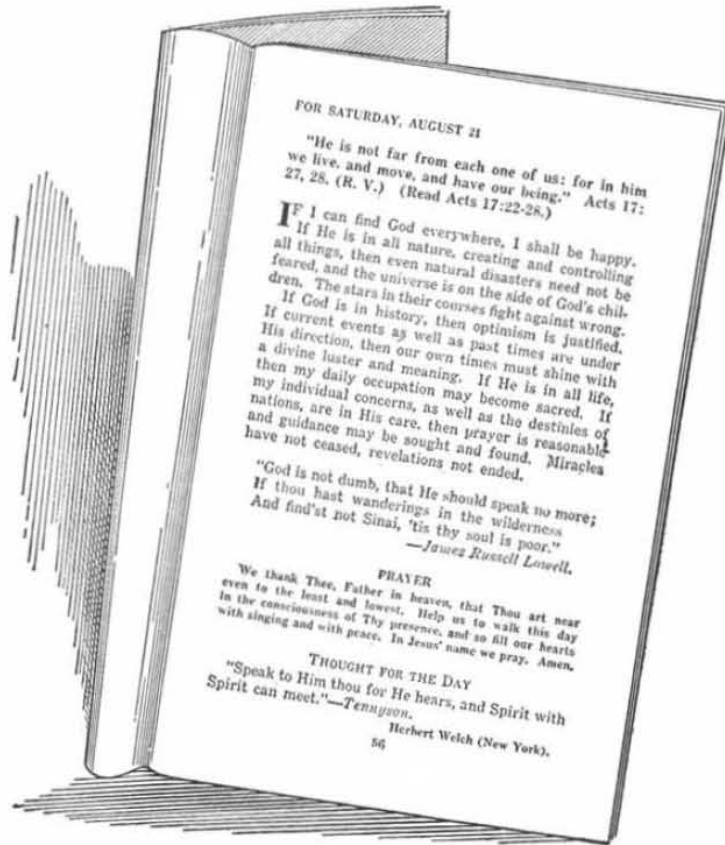 FOR SATURDAY, AUGUST 21
"He is not far from each one of us: for in him
we live, and move, and have our being." Acts 17:
27, 28. (R. V.) (Read Acts 17:22-28.)
IF I can find God everywhere, I shall be happy.
If He is in all nature, creating and controlling
all things, then even natural disasters need not be
feared, and the universe is on the side of God's chil-
dren. The stars in their courses fight against wrong.
If God is in history, then optimism is justified.
If current events as well as past times are under
His direction, then our own times must shine with
a divine luster and meaning. If He is in all life,
then my daily occupation may become sacred. If
my individual concerns, as well as the destinies of
nations, are in His care, then prayer is reasonable
and guidance may be sought and found. Miracles
have not ceased, revelations not ended.
"God is not dumb, that He should speak no more;
If thou hast wanderings in the wilderness
And find'st not Sinai, 'tis thy soul is poor."
—James Russell Lowell.
PRAYER
We thank Thee, Father in heaven, that Thou art near
even to the least and lowest. Help us to walk this day
in the consciousness of Thy presence, and so fill our hearts
with singing and with peace. In Jesus' name we pray. Amen.
THOUGHT FOR THE DAY
"Speak to Him thou for He hears, and Spirit with
Spirit can meet."—Tennyson.
Herbert Welch (New York).
56